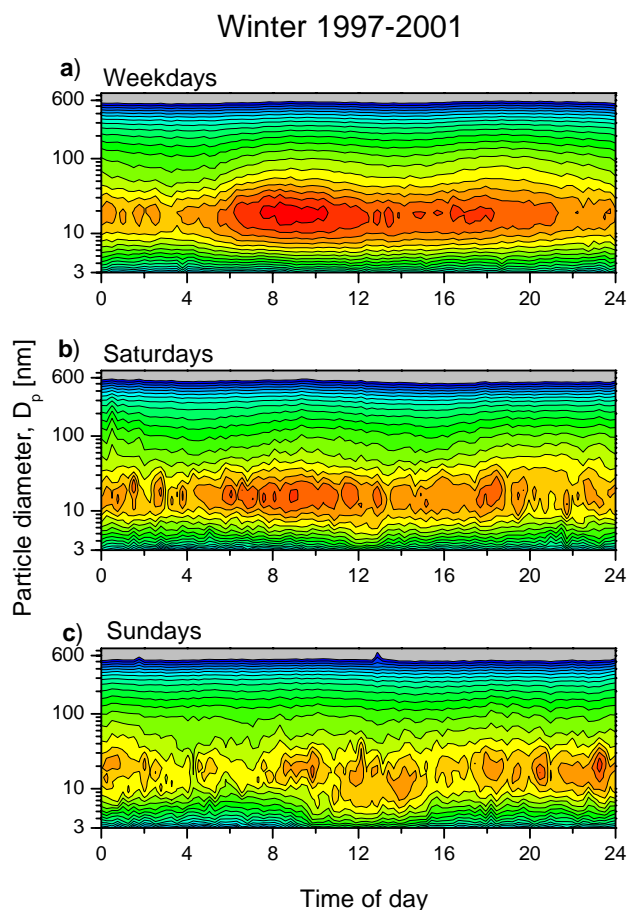 Winter 1997-2001
a) Weekdays
600
100
10
3
0 4 8 12 16 20 24
b) Saturdays
600
100
10
3
0 4 8 12 16 20 24
Particle diameter, Dp [nm]
c) Sundays
600
100
10
3
0 4 8 12 16 20 24
Time of day